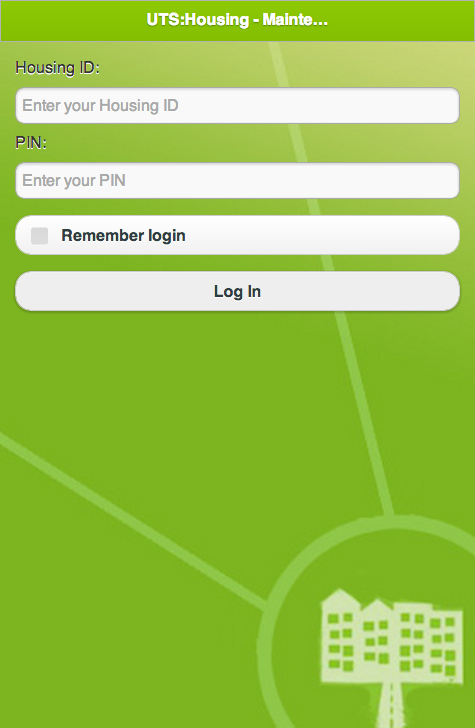 UTS:Housing - Mainte...
Housing ID:
Enter your Housing ID
PIN:
Enter your PIN
Remember login
Log In